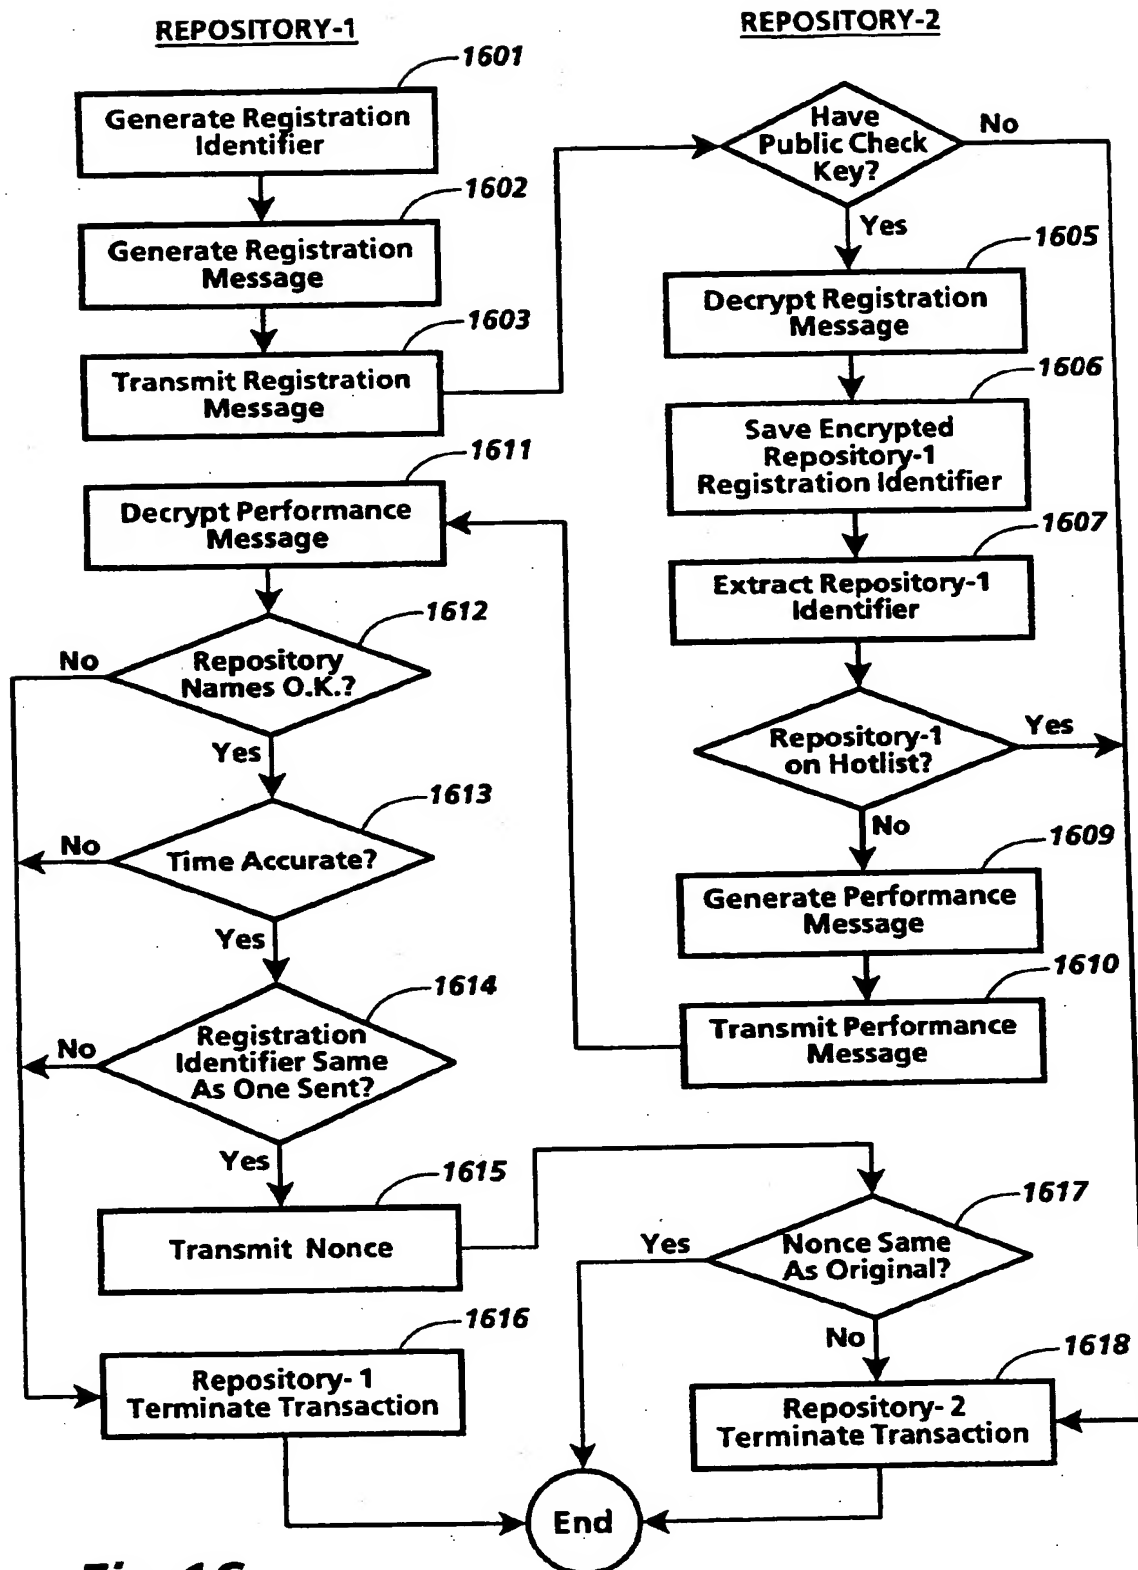 REPOSITORY-1
1601
Generate Registration
Identifier
1602
Generate Registration
Message
1603
Transmit Registration
Message
1611
Decrypt Performance
Message
1612
No
Repository
Names O.K.?
Yes
1613
No
Time Accurate?
Yes
1614
No
Registration
Identifier Same
As One Sent?
Yes
1615
Transmit Nonce
1616
Repository-1
Terminate Transaction
REPOSITORY-2
Have
Public Check
Key?
No
Yes
1605
Decrypt Registration
Message
1606
Save Encrypted
Repository-1
Registration Identifier
1607
Extract Repository-1
Identifier
Repository-1
on Hotlist?
Yes
No
1609
Generate Performance
Message
1610
Transmit Performance
Message
1617
Yes
Nonce Same
As Original?
No
1618
Repository-2
Terminate Transaction
End